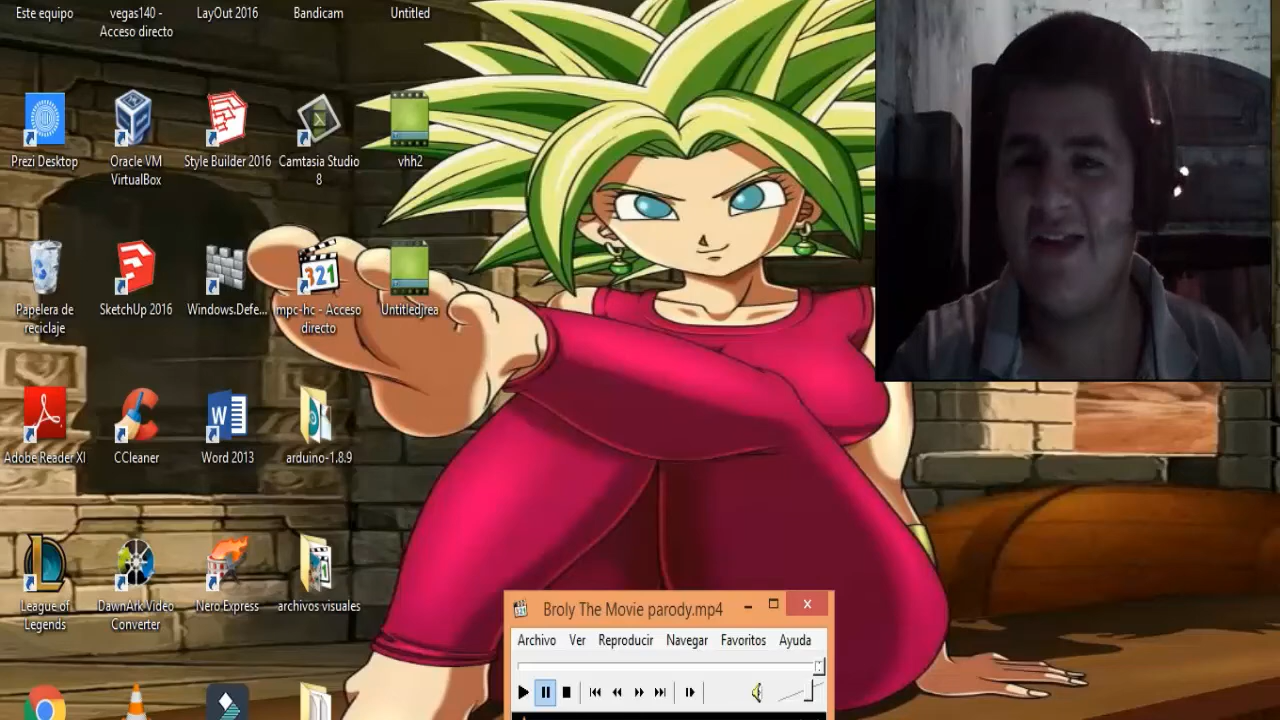 Este equipo
vegas140 -
Acceso directo
LayOut 2016
Bandicam
Untitled
Prezi Desktop
Oracle VM
VirtualBox
Style Builder 2016
Camtasia Studio
8
vhh2
Papelera de
reciclaje
SketchUp 2016
Windows.Defe...
mpc-hc - Acceso
directo
321
Untitledjrea
Adobe Reader XI
CCleaner
W
Word 2013
arduino-1.8.9
League of
Legends
DawnArk Video
Converter
Nero Express
archivos visuales
Broly The Movie parody.mp4
Archivo Ver Reproducir Navegar Favoritos Ayuda